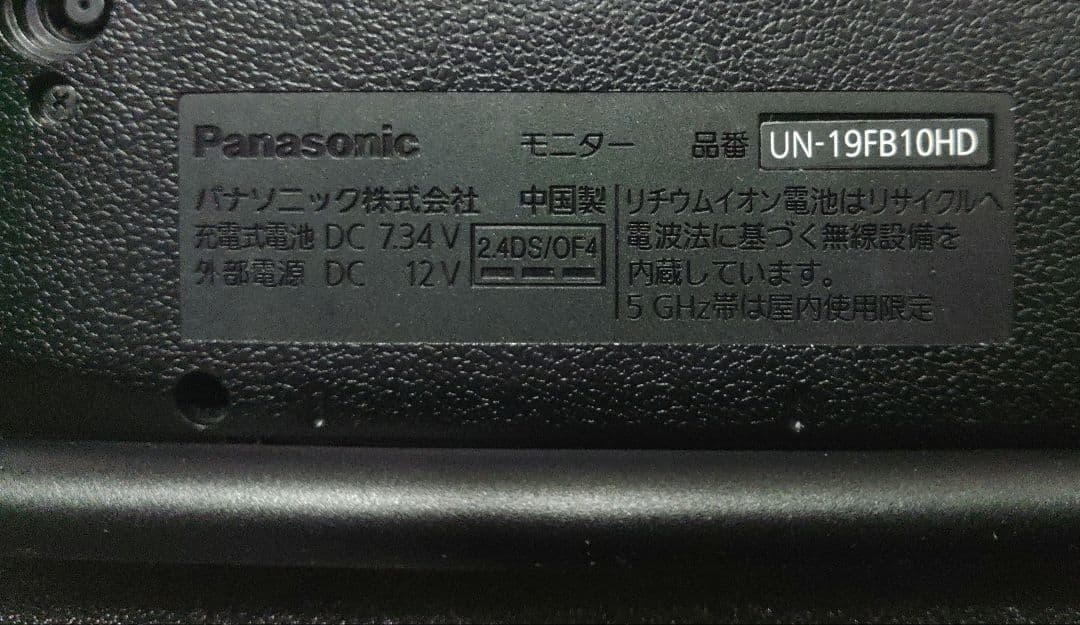 Panasonic モニター 品番 UN-19FB10HD
パナソニック株式会社 中国製
充電式電池 DC 7.34 V
外部電源 DC 12 V
2.4DS/OF4
リチウムイオン電池はリサイクルへ
電波法に基づく無線設備を
内蔵しています。
5 GHz帯は屋内使用限定